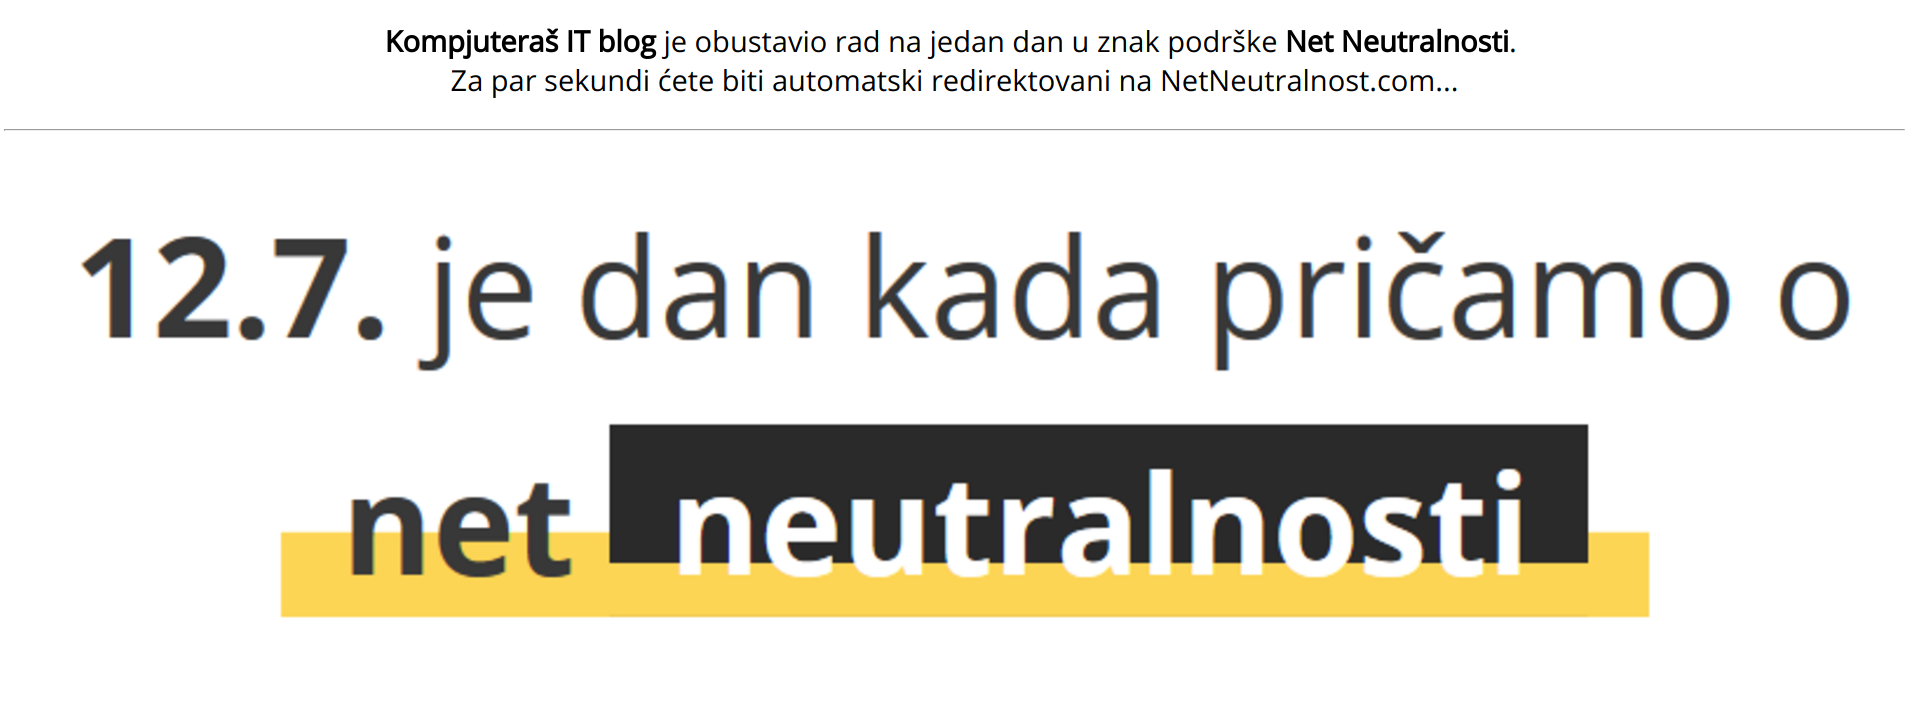 Kompjuteraš IT blog je obustavio rad na jedan dan u znak podrške Net Neutralnosti.
Za par sekundi ćete biti automatski redirektovani na NetNeutralnost.com...
12.7. je dan kada pričamo o
net neutralnosti